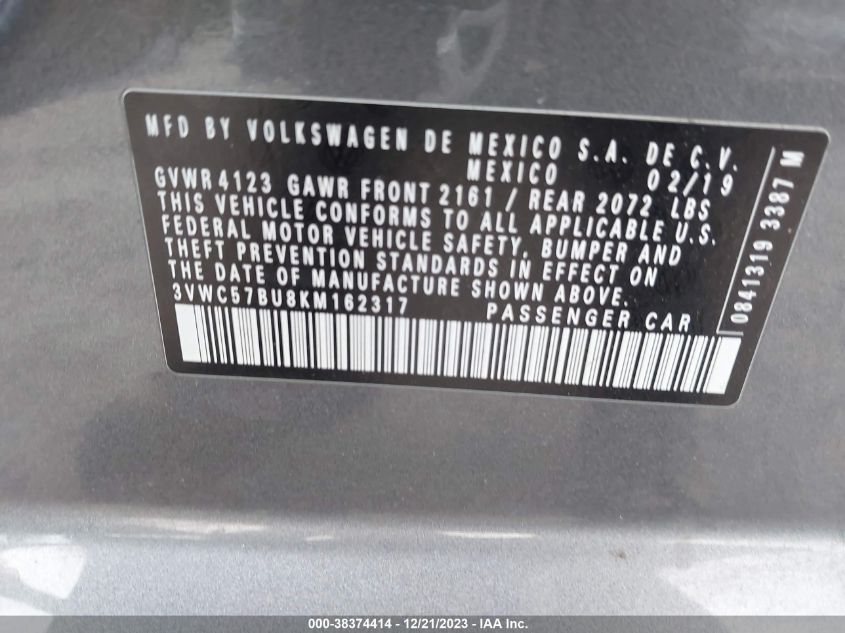 MFD BY VOLKSWAGEN DE MEXICO S.A. DE C.V.
MEXICO 02/19
GVWR 4123 GAWR FRONT 2161 / REAR 2072 LBS
THIS VEHICLE CONFORMS TO ALL APPLICABLE U.S.
FEDERAL MOTOR VEHICLE SAFETY, BUMPER AND
THEFT PREVENTION STANDARDS IN EFFECT ON
THE DATE OF MANUFACTURE SHOWN ABOVE.
3VWC57BU8KM162317 PASSENGER CAR
0841319 3387 M
000-38374414 - 12/21/2023 - IAA Inc.